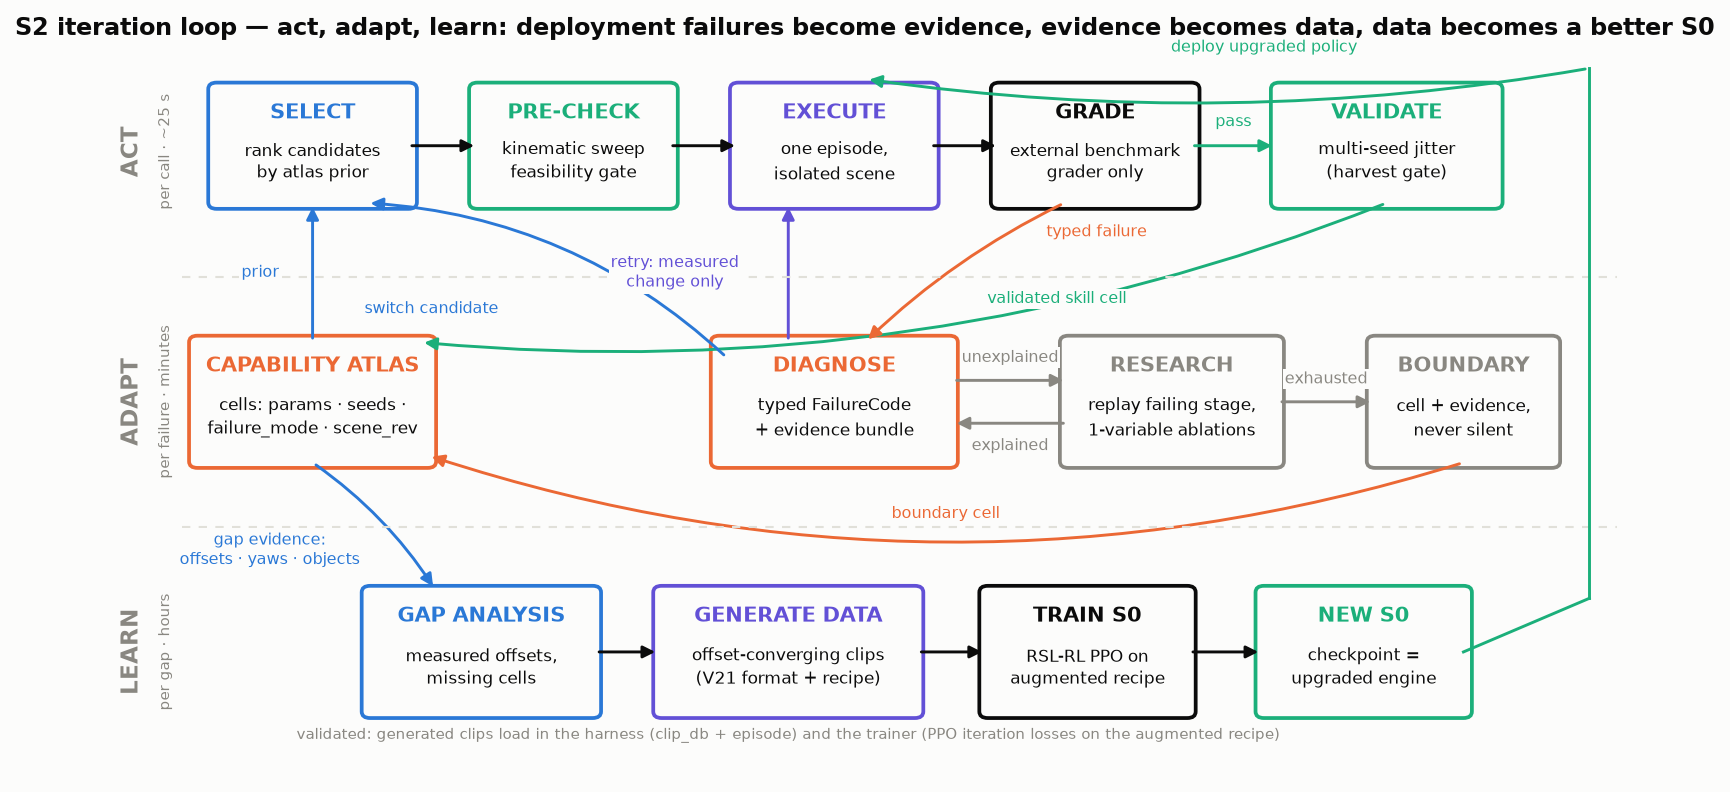 S2 iteration loop — act, adapt, learn: deployment failures become evidence, evidence becomes data, data becomes a better S0
deploy upgraded policy
ACT
per call · ~25 s
SELECT
rank candidates
by atlas prior
PRE-CHECK
kinematic sweep
feasibility gate
EXECUTE
one episode,
isolated scene
GRADE
external benchmark
grader only
pass
VALIDATE
multi-seed jitter
(harvest gate)
typed failure
prior
retry: measured
change only
switch candidate
validated skill cell
ADAPT
per failure · minutes
CAPABILITY ATLAS
cells: params · seeds ·
failure_mode · scene_rev
DIAGNOSE
typed FailureCode
+ evidence bundle
unexplained
explained
RESEARCH
replay failing stage,
1-variable ablations
exhausted
BOUNDARY
cell + evidence,
never silent
boundary cell
gap evidence:
offsets · yaws · objects
LEARN
per gap · hours
GAP ANALYSIS
measured offsets,
missing cells
GENERATE DATA
offset-converging clips
(V21 format + recipe)
TRAIN S0
RSL-RL PPO on
augmented recipe
NEW S0
checkpoint =
upgraded engine
validated: generated clips load in the harness (clip_db + episode) and the trainer (PPO iteration losses on the augmented recipe)